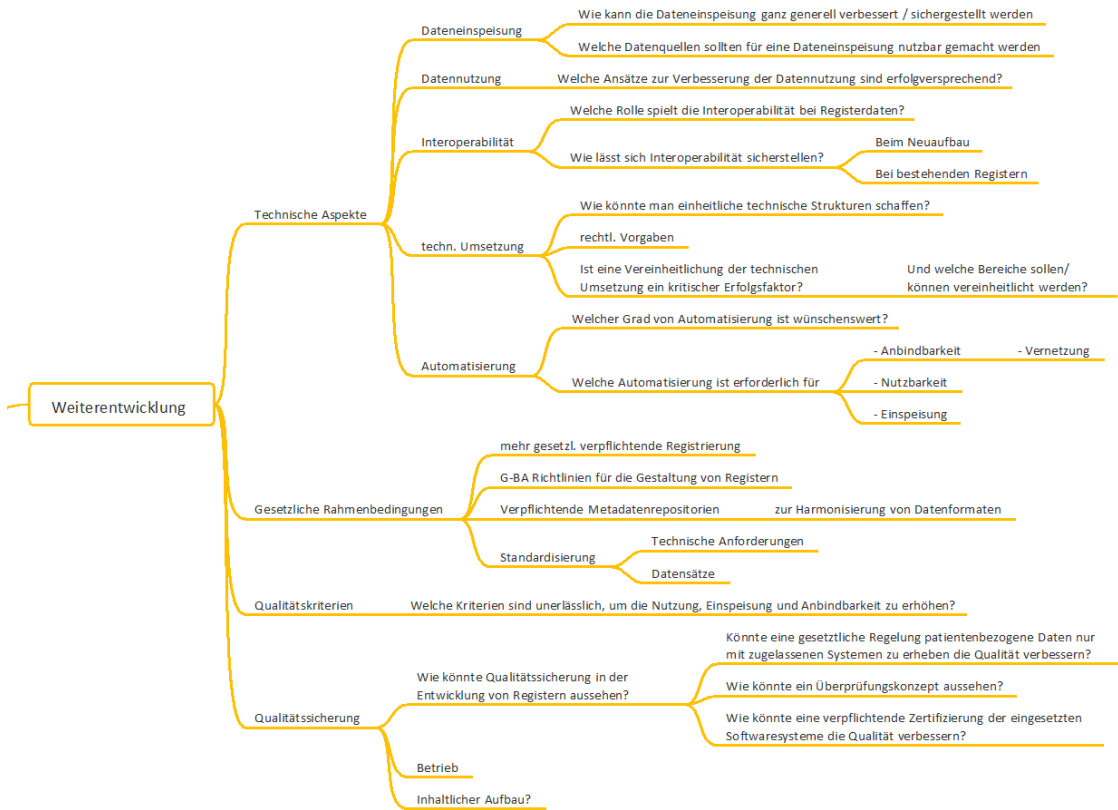 Weiterentwicklung
Technische Aspekte
Dateneinspeisung
Wie kann die Dateneinspeisung ganz generell verbessert / sichergestellt werden
Welche Datenquellen sollten für eine Dateneinspeisung nutzbar gemacht werden
Datennutzung
Welche Ansätze zur Verbesserung der Datennutzung sind erfolgversprechend?
Interoperabilität
Welche Rolle spielt die Interoperabilität bei Registerdaten?
Wie lässt sich Interoperabilität sicherstellen?
Beim Neuaufbau
Bei bestehenden Registern
techn. Umsetzung
Wie könnte man einheitliche technische Strukturen schaffen?
rechtl. Vorgaben
Ist eine Vereinheitlichung der technischen
Umsetzung ein kritischer Erfolgsfaktor?
Und welche Bereiche sollen/
können vereinheitlicht werden?
Automatisierung
Welcher Grad von Automatisierung ist wünschenswert?
Welche Automatisierung ist erforderlich für
- Anbindbarkeit
- Vernetzung
- Nutzbarkeit
- Einspeisung
Gesetzliche Rahmenbedingungen
mehr gesetzl. verpflichtende Registrierung
G-BA Richtlinien für die Gestaltung von Registern
Verpflichtende Metadatenrepositorien
zur Harmonisierung von Datenformaten
Standardisierung
Technische Anforderungen
Datensätze
Qualitätskriterien
Welche Kriterien sind unerlässlich, um die Nutzung, Einspeisung und Anbindbarkeit zu erhöhen?
Qualitätssicherung
Wie könnte Qualitätssicherung in der
Entwicklung von Registern aussehen?
Könnte eine gesetztliche Regelung patientenbezogene Daten nur
mit zugelassenen Systemen zu erheben die Qualität verbessern?
Wie könnte ein Überprüfungskonzept aussehen?
Wie könnte eine verpflichtende Zertifizierung der eingesetzten
Softwaresysteme die Qualität verbessern?
Betrieb
Inhaltlicher Aufbau?